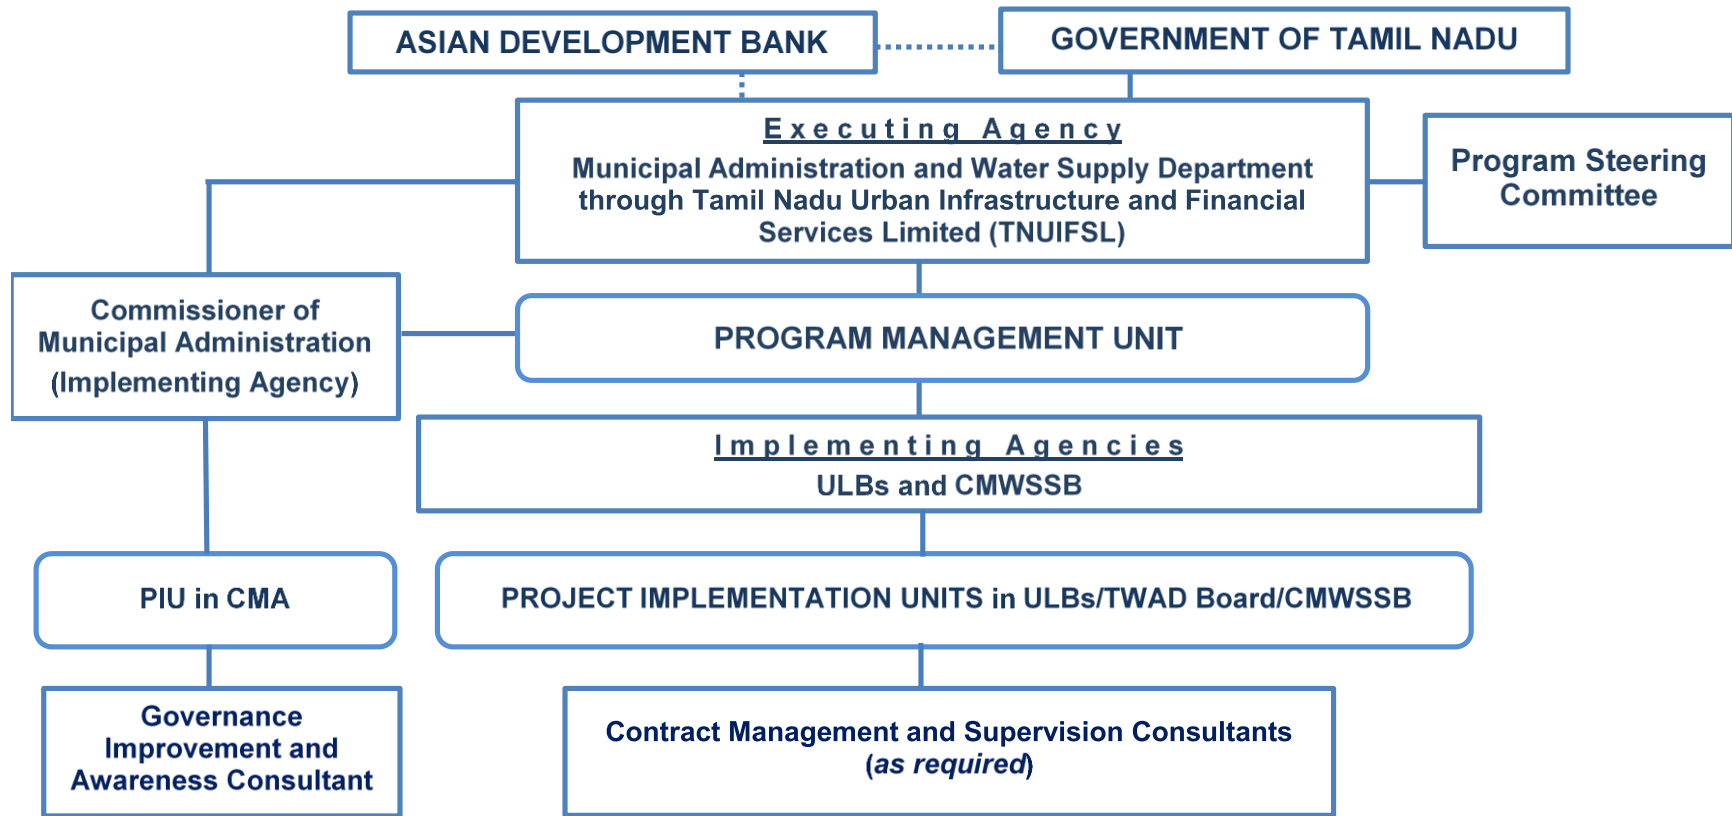 ASIAN DEVELOPMENT BANK
GOVERNMENT OF TAMIL NADU
Executing Agency
Municipal Administration and Water Supply Department
through Tamil Nadu Urban Infrastructure and Financial
Services Limited (TNUIFSL)
Program Steering
Committee
Commissioner of
Municipal Administration
(Implementing Agency)
PROGRAM MANAGEMENT UNIT
Implementing Agencies
ULBs and CMWSSB
PIU in CMA
PROJECT IMPLEMENTATION UNITS in ULBs/TWAD Board/CMWSSB
Governance
Improvement and
Awareness Consultant
Contract Management and Supervision Consultants
(as required)